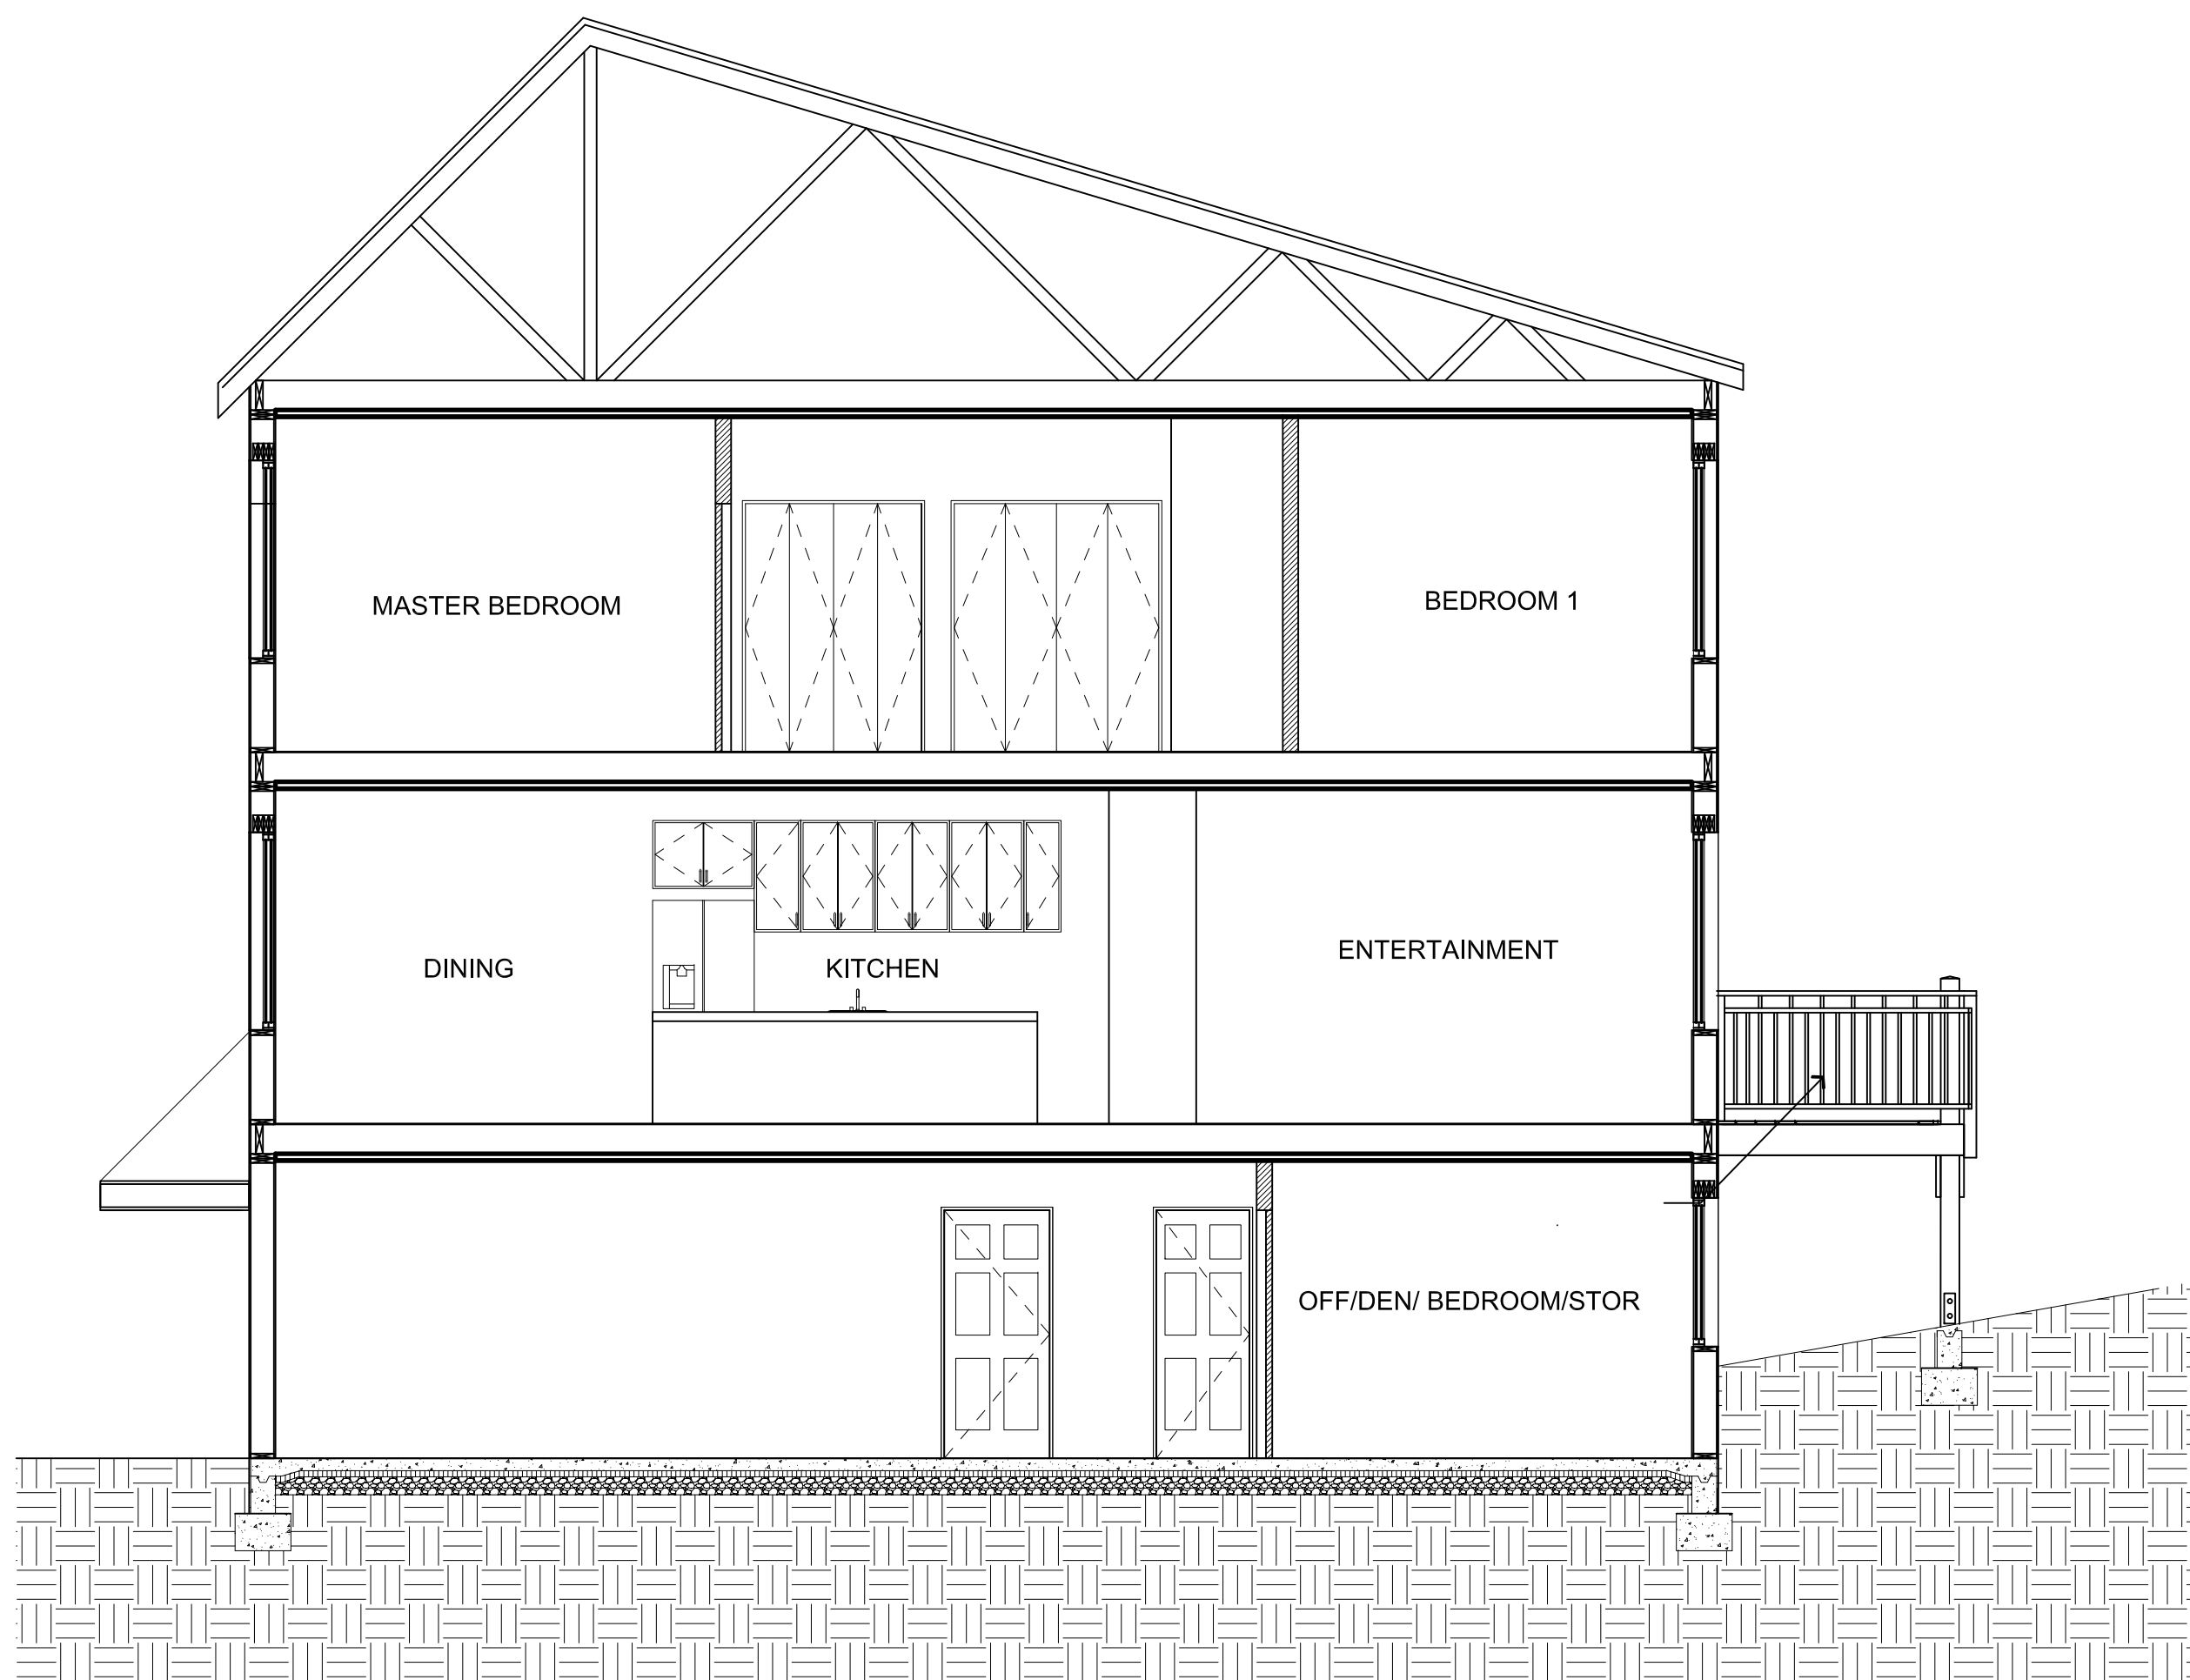 MASTER BEDROOM
BEDROOM 1
DINING
KITCHEN
ENTERTAINMENT
OFF/DEN/ BEDROOM/STOR